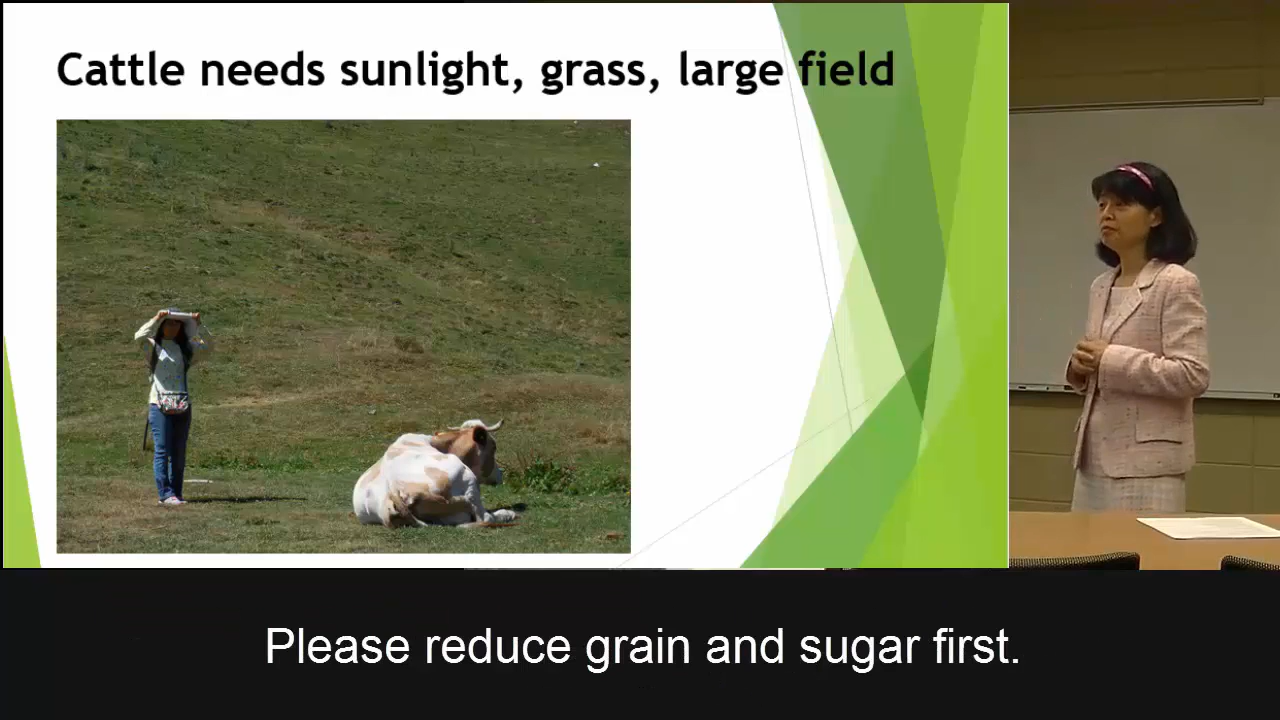 Cattle needs sunlight, grass, large field
Please reduce grain and sugar first.